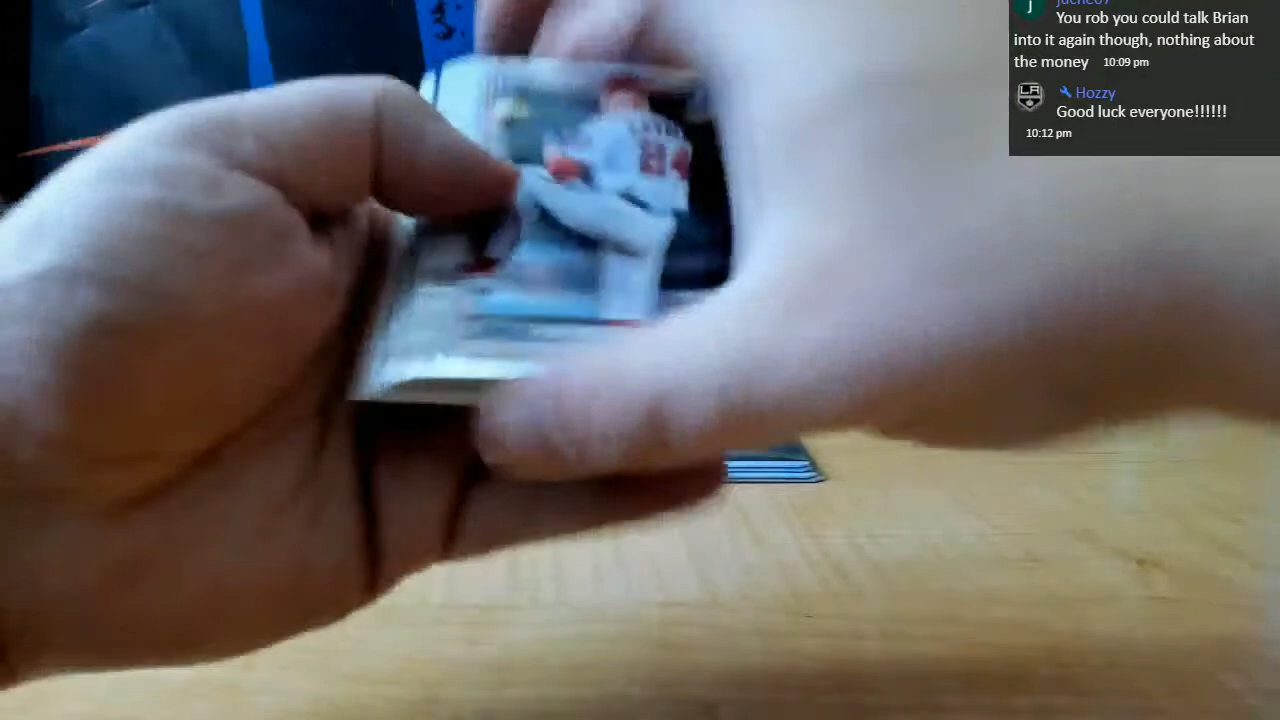 You rob you could talk Brian
into it again though, nothing about
the money 10:09 pm
Hozzy
Good luck everyone!!!!!!
10:12 pm